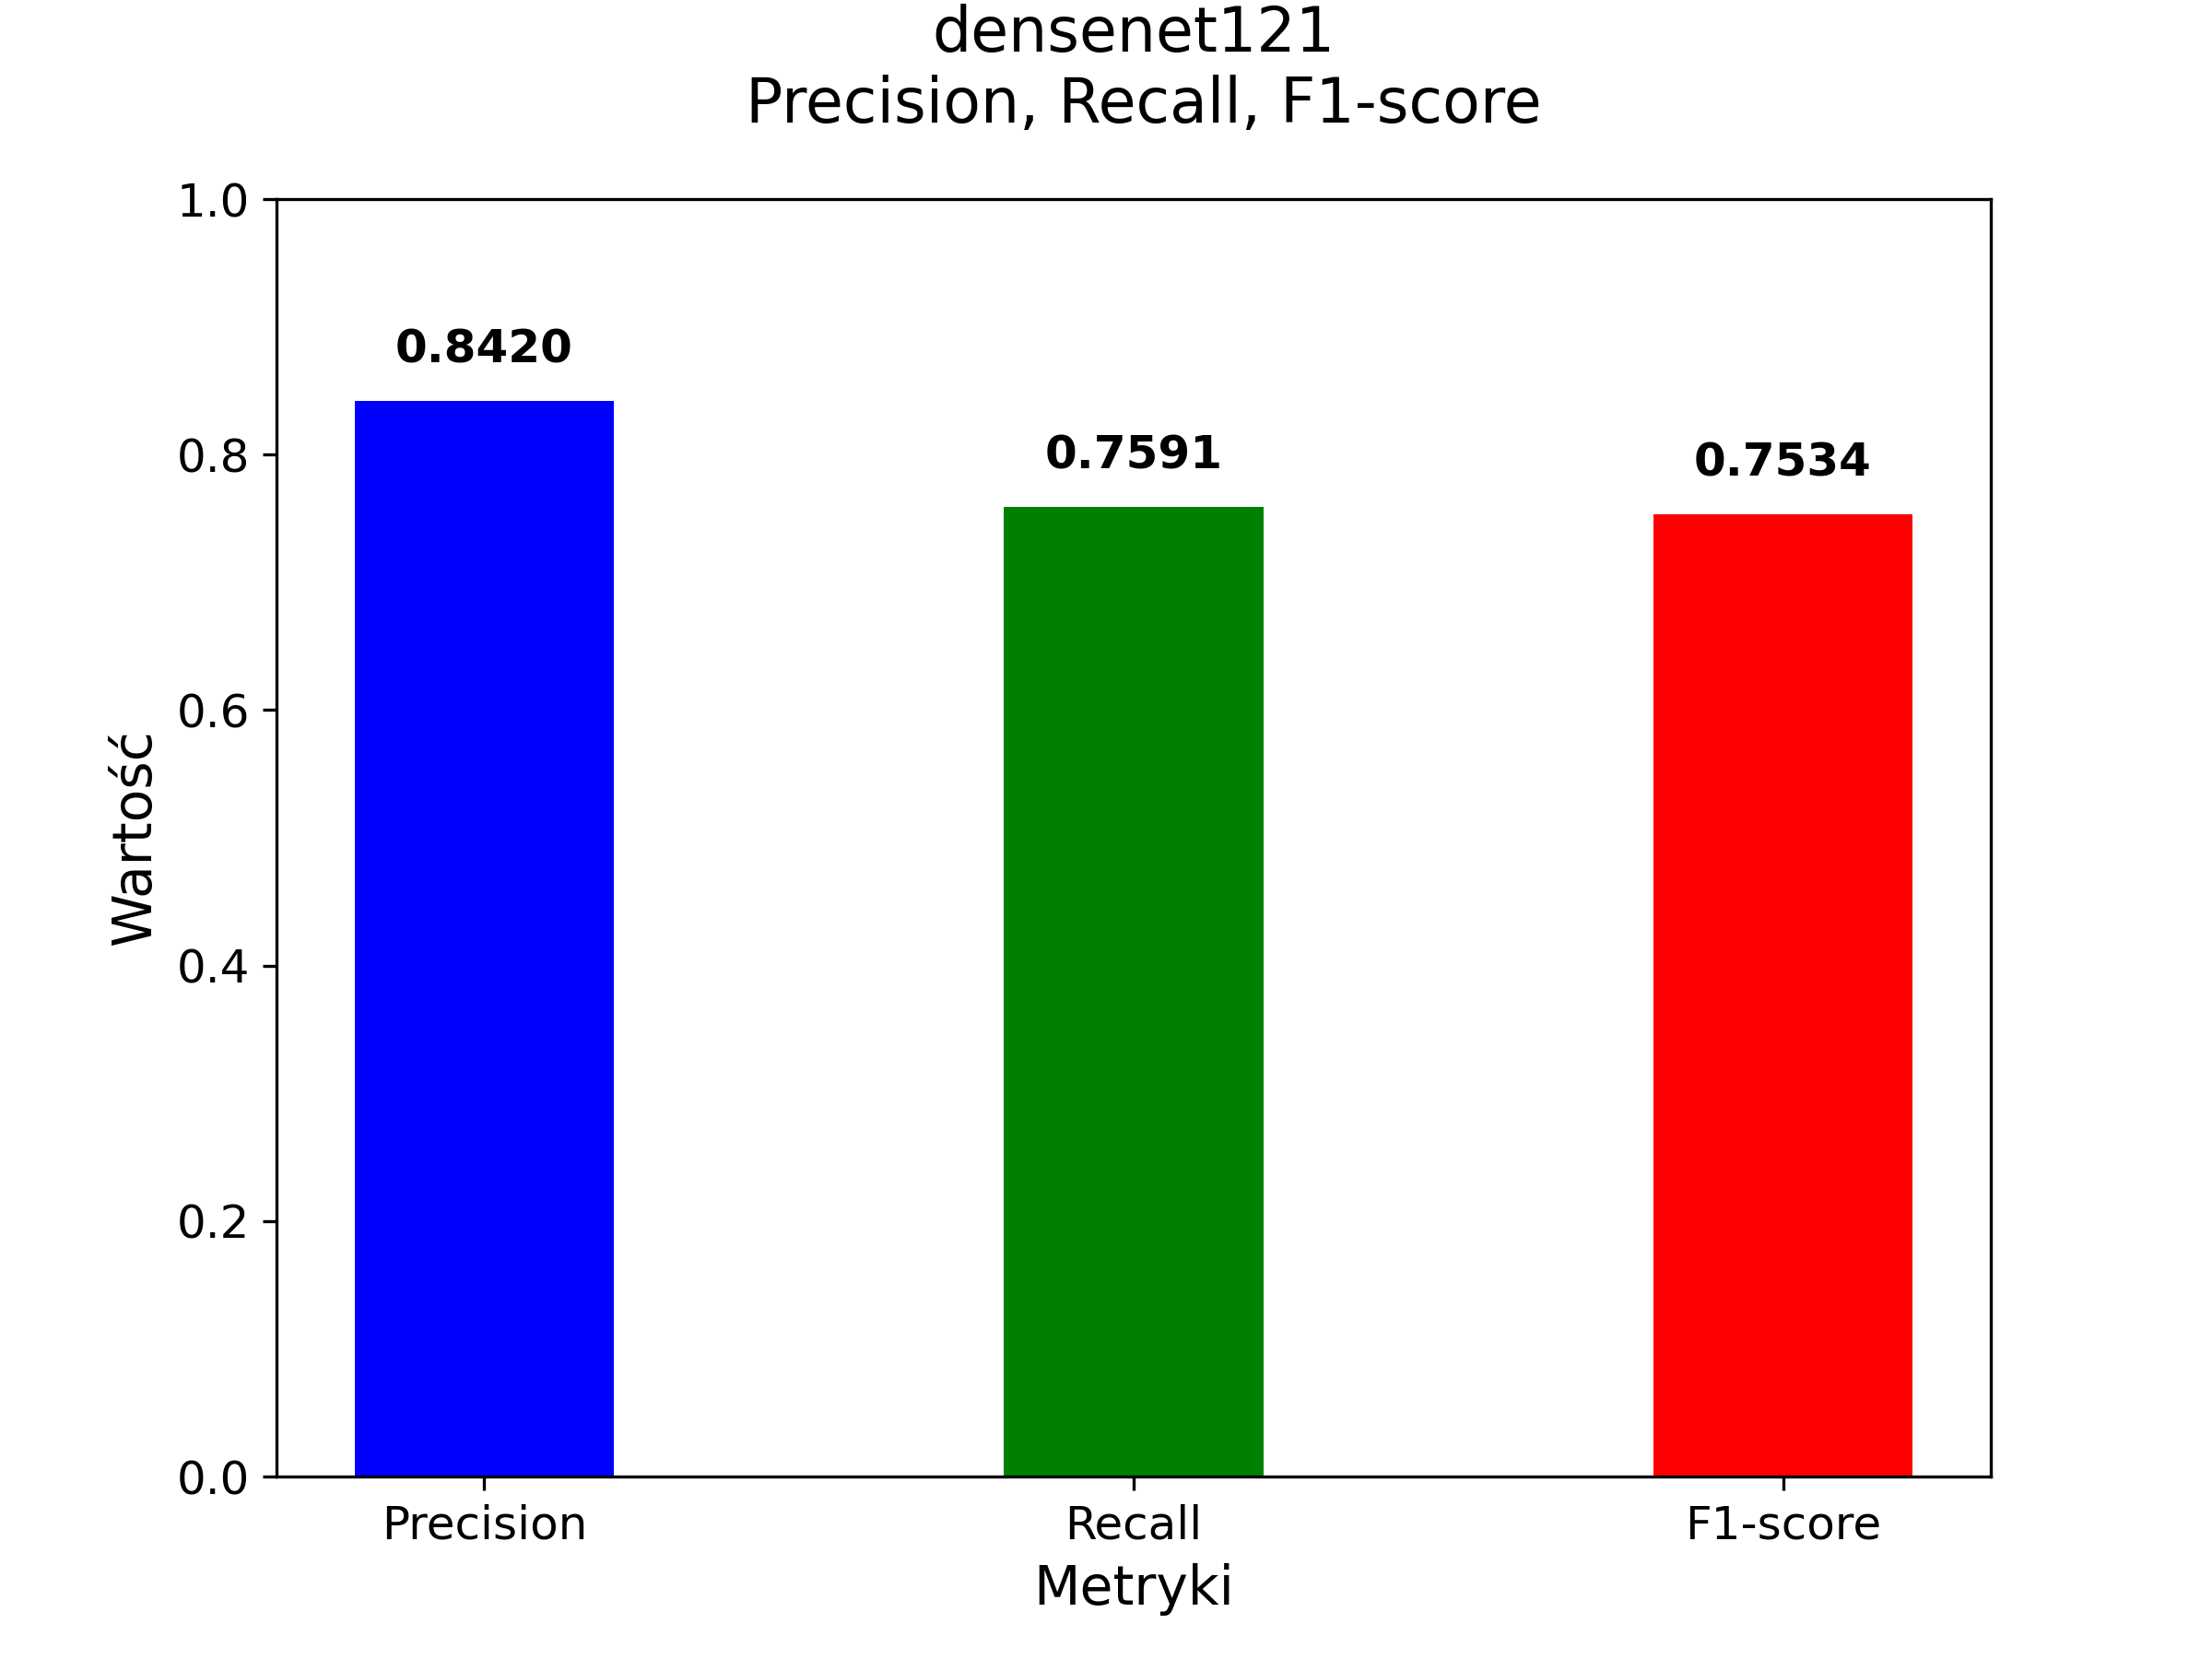 densenet121
Precision, Recall, F1-score
1.0
0.8420
0.7591
0.7534
0.8
0.6
0.4
0.2
0.0
Wartość
Precision Recall F1-score
Metryki